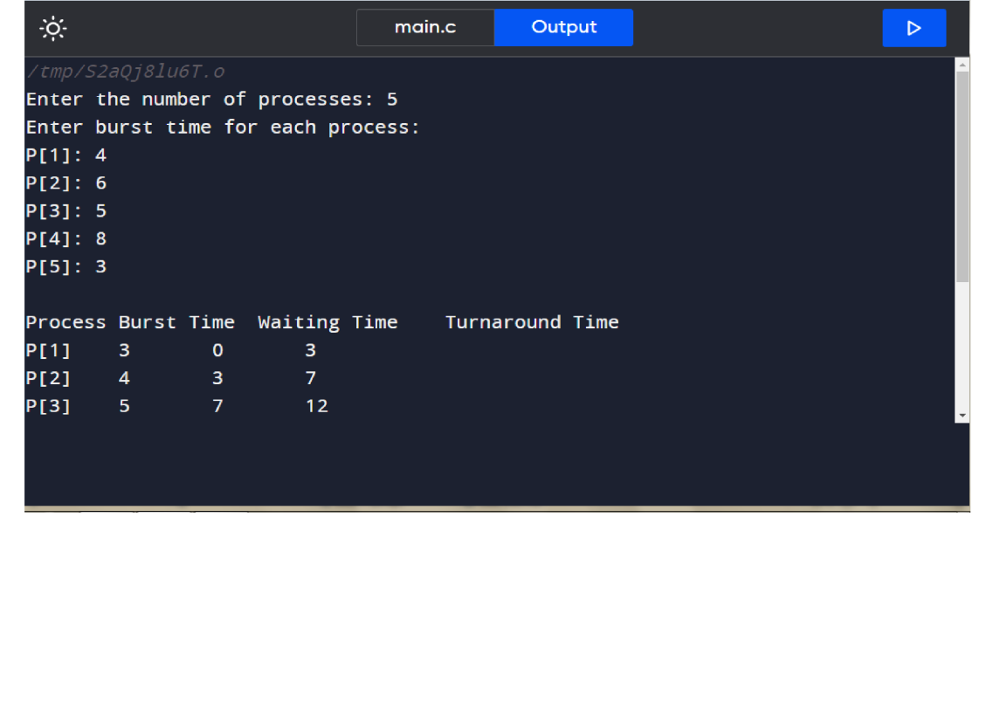 main.c Output
/tmp/S2aQj8lu6T.o
Enter the number of processes: 5
Enter burst time for each process:
P[1]: 4
P[2]: 6
P[3]: 5
P[4]: 8
P[5]: 3
Process Burst Time Waiting Time Turnaround Time
P[1] 3 0 3
P[2] 4 3 7
P[3] 5 7 12